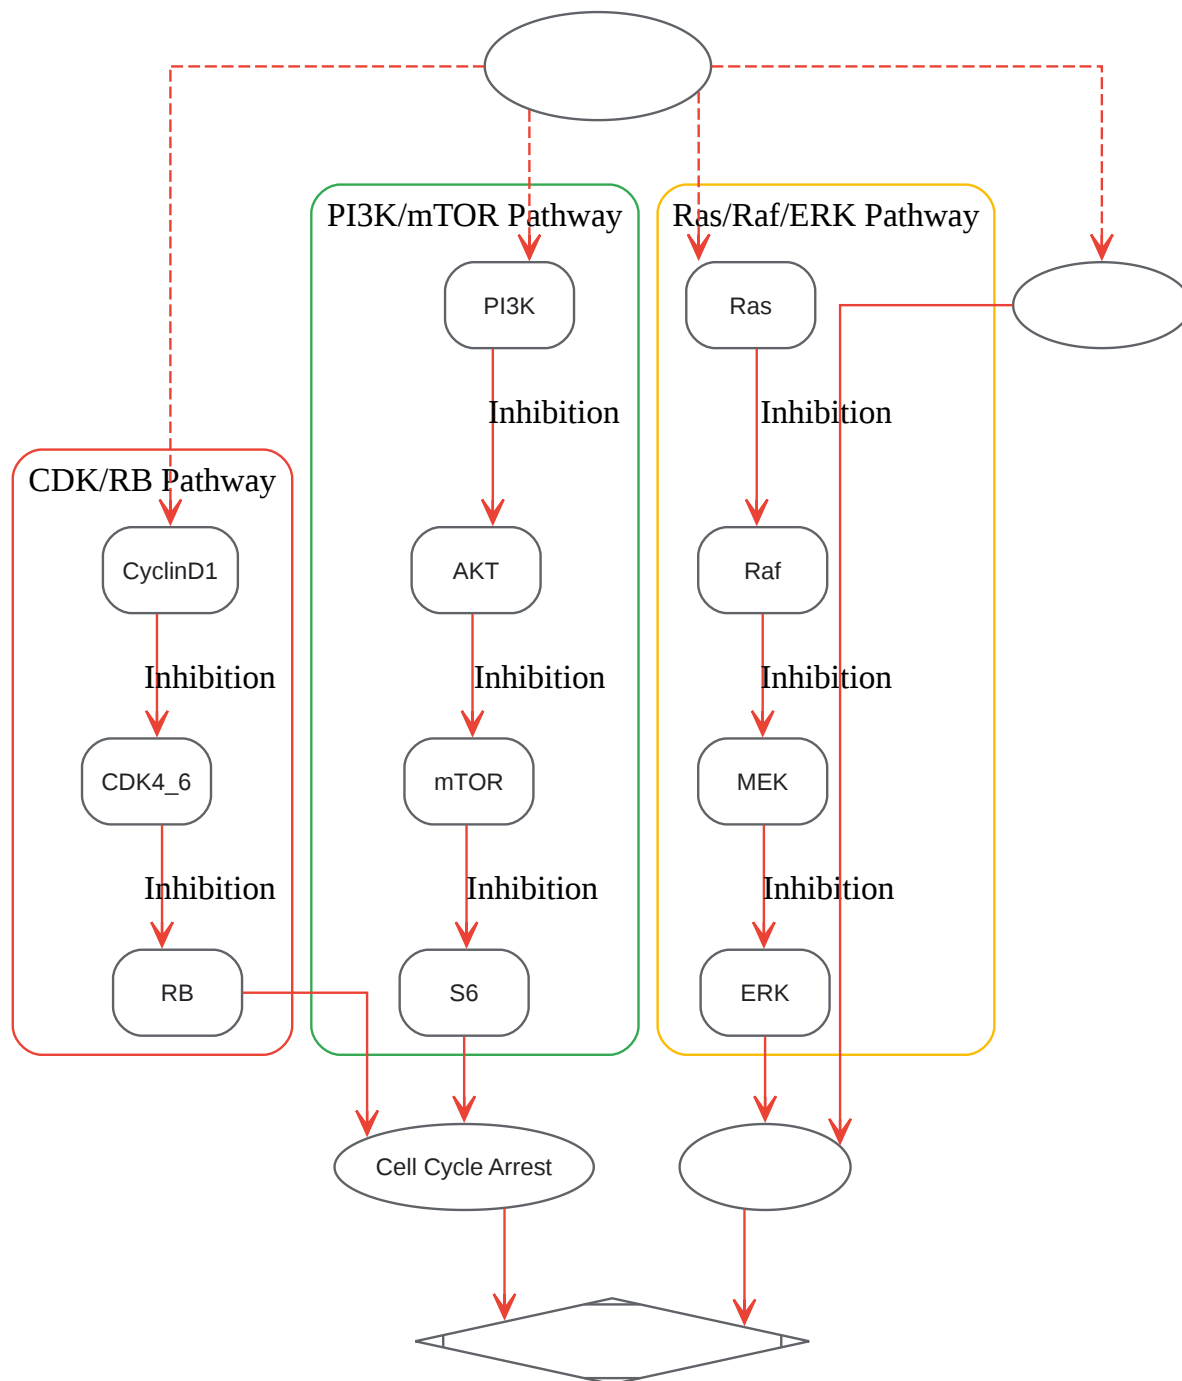 PI3K/mTOR Pathway
Ras/Raf/ERK Pathway
PI3K
Ras
Inhibition
Inhibition
CDK/RB Pathway
CyclinD1
AKT
Raf
Inhibition
Inhibition
Inhibition
CDK4_6
mTOR
MEK
Inhibition
Inhibition
Inhibition
RB
S6
ERK
Cell Cycle Arrest